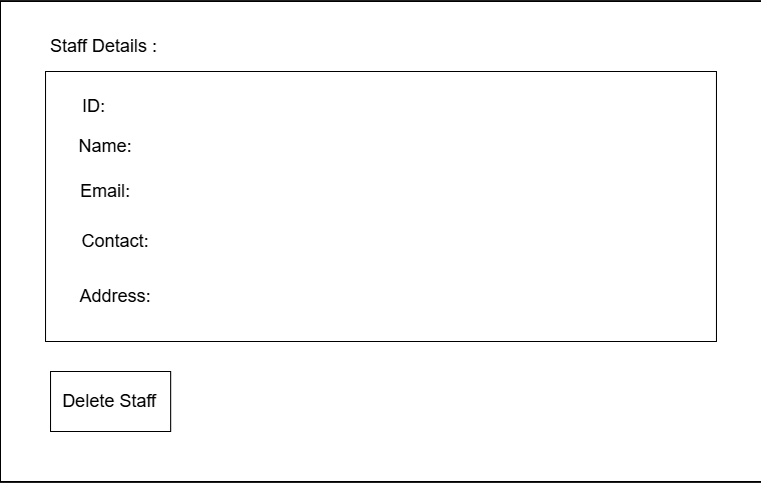 Staff Details :
ID:
Name:
Email:
Contact:
Address:
Delete Staff